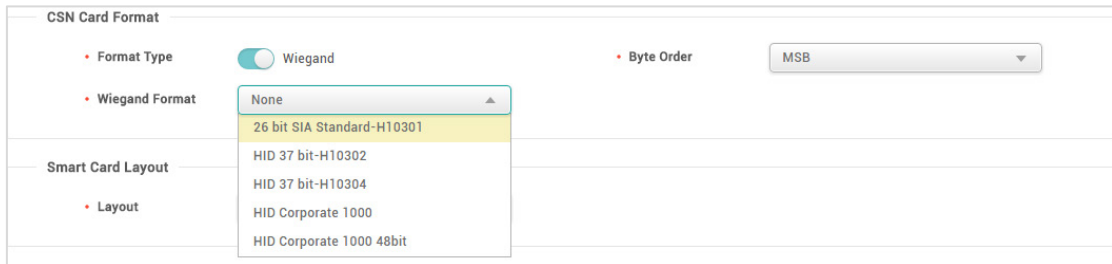 CSN Card Format
• Format Type Wiegand • Byte Order MSB
• Wiegand Format None
26 bit SIA Standard-H10301
HID 37 bit-H10302
Smart Card Layout
HID 37 bit-H10304
• Layout
HID Corporate 1000
HID Corporate 1000 48bit